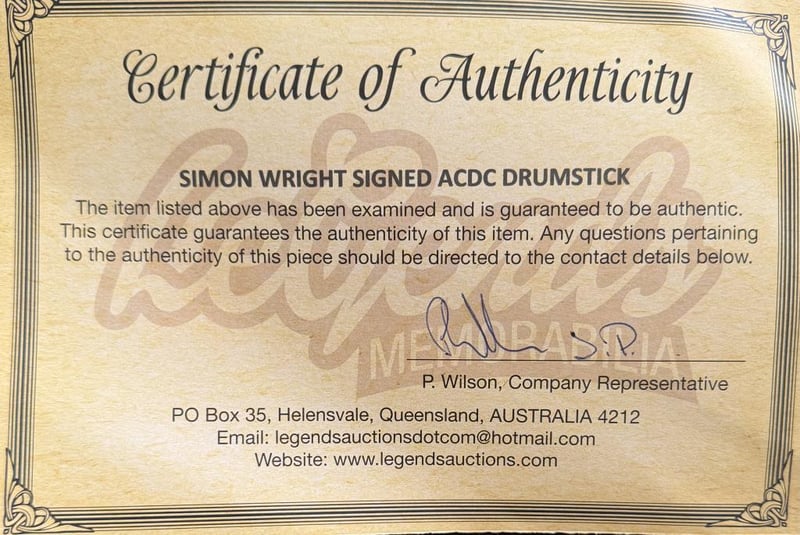 Certificate of Authenticity
SIMON WRIGHT SIGNED ACDC DRUMSTICK
The item listed above has been examined and is guaranteed to be authentic.
This certificate guarantees the authenticity of this item. Any questions pertaining
to the authenticity of this piece should be directed to the contact details below.
Legends
MEMORABILIA
J.P.
P. Wilson, Company Representative
PO Box 35, Helensvale, Queensland, AUSTRALIA 4212
Email: legendsauctionsdotcom@hotmail.com
Website: www.legendsauctions.com